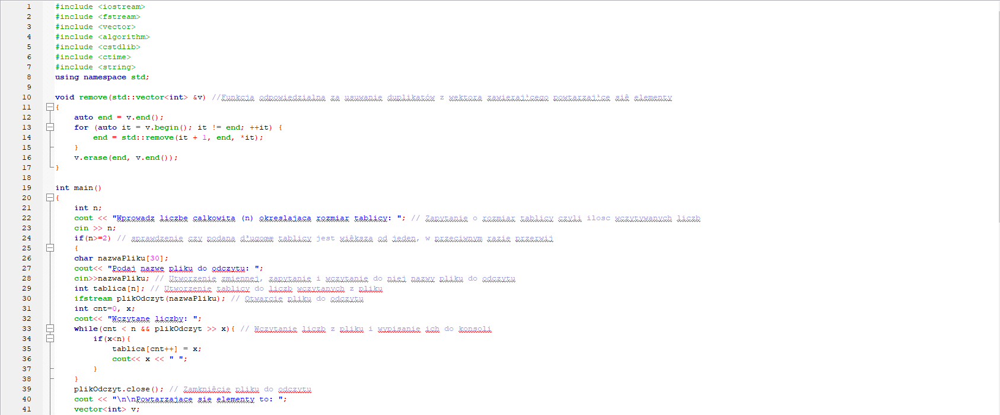 1 #include <iostream>
2 #include <fstream>
3 #include <vector>
4 #include <algorithm>
5 #include <cstdlib>
6 #include <ctime>
7 #include <string>
8 using namespace std;
9
10 void remove(std::vector<int> &v) //Funkcja odpowiedzialna za usuwanie duplikatów z wektora zawieraj¹cego powtarzaj¹ce siê elementy
11 {
12     auto end = v.end();
13     for (auto it = v.begin(); it != end; ++it) {
14         end = std::remove(it + 1, end, *it);
15     }
16     v.erase(end, v.end());
17 }
18
19 int main()
20 {
21     int n;
22     cout << "Wprowadz liczbe calkowita (n) okreslajaca rozmiar tablicy: "; // Zapytanie o rozmiar tablicy czyli ilosc wczytywanych liczb
23     cin >> n;
24     if(n>=2) // sprawdzenie czy podana d³ugoœæ tablicy jest wiêksza od jeden, w przeciwnym razie przerwij
25     {
26     char nazwaPliku[30];
27     cout<< "Podaj nazwe pliku do odczytu: ";
28     cin>>nazwaPliku; // Utworzenie zmiennej, zapytanie i wczytanie do niej nazwy pliku do odczytu
29     int tablica[n]; // Utworzenie tablicy do liczb wczytanych z pliku
30     ifstream plikOdczyt(nazwaPliku); // Otwarcie pliku do odczytu
31     int cnt=0, x;
32     cout<< "Wczytane liczby: ";
33     while(cnt < n && plikOdczyt >> x){ // Wczytanie liczb z pliku i wypisanie ich do konsoli
34         if(x<n){
35             tablica[cnt++] = x;
36             cout<< x << " ";
37         }
38     }
39     plikOdczyt.close(); // Zamkniêcie pliku do odczytu
40     cout << "\n\nPowtarzajace sie elementy to: ";
41     vector<int> v;